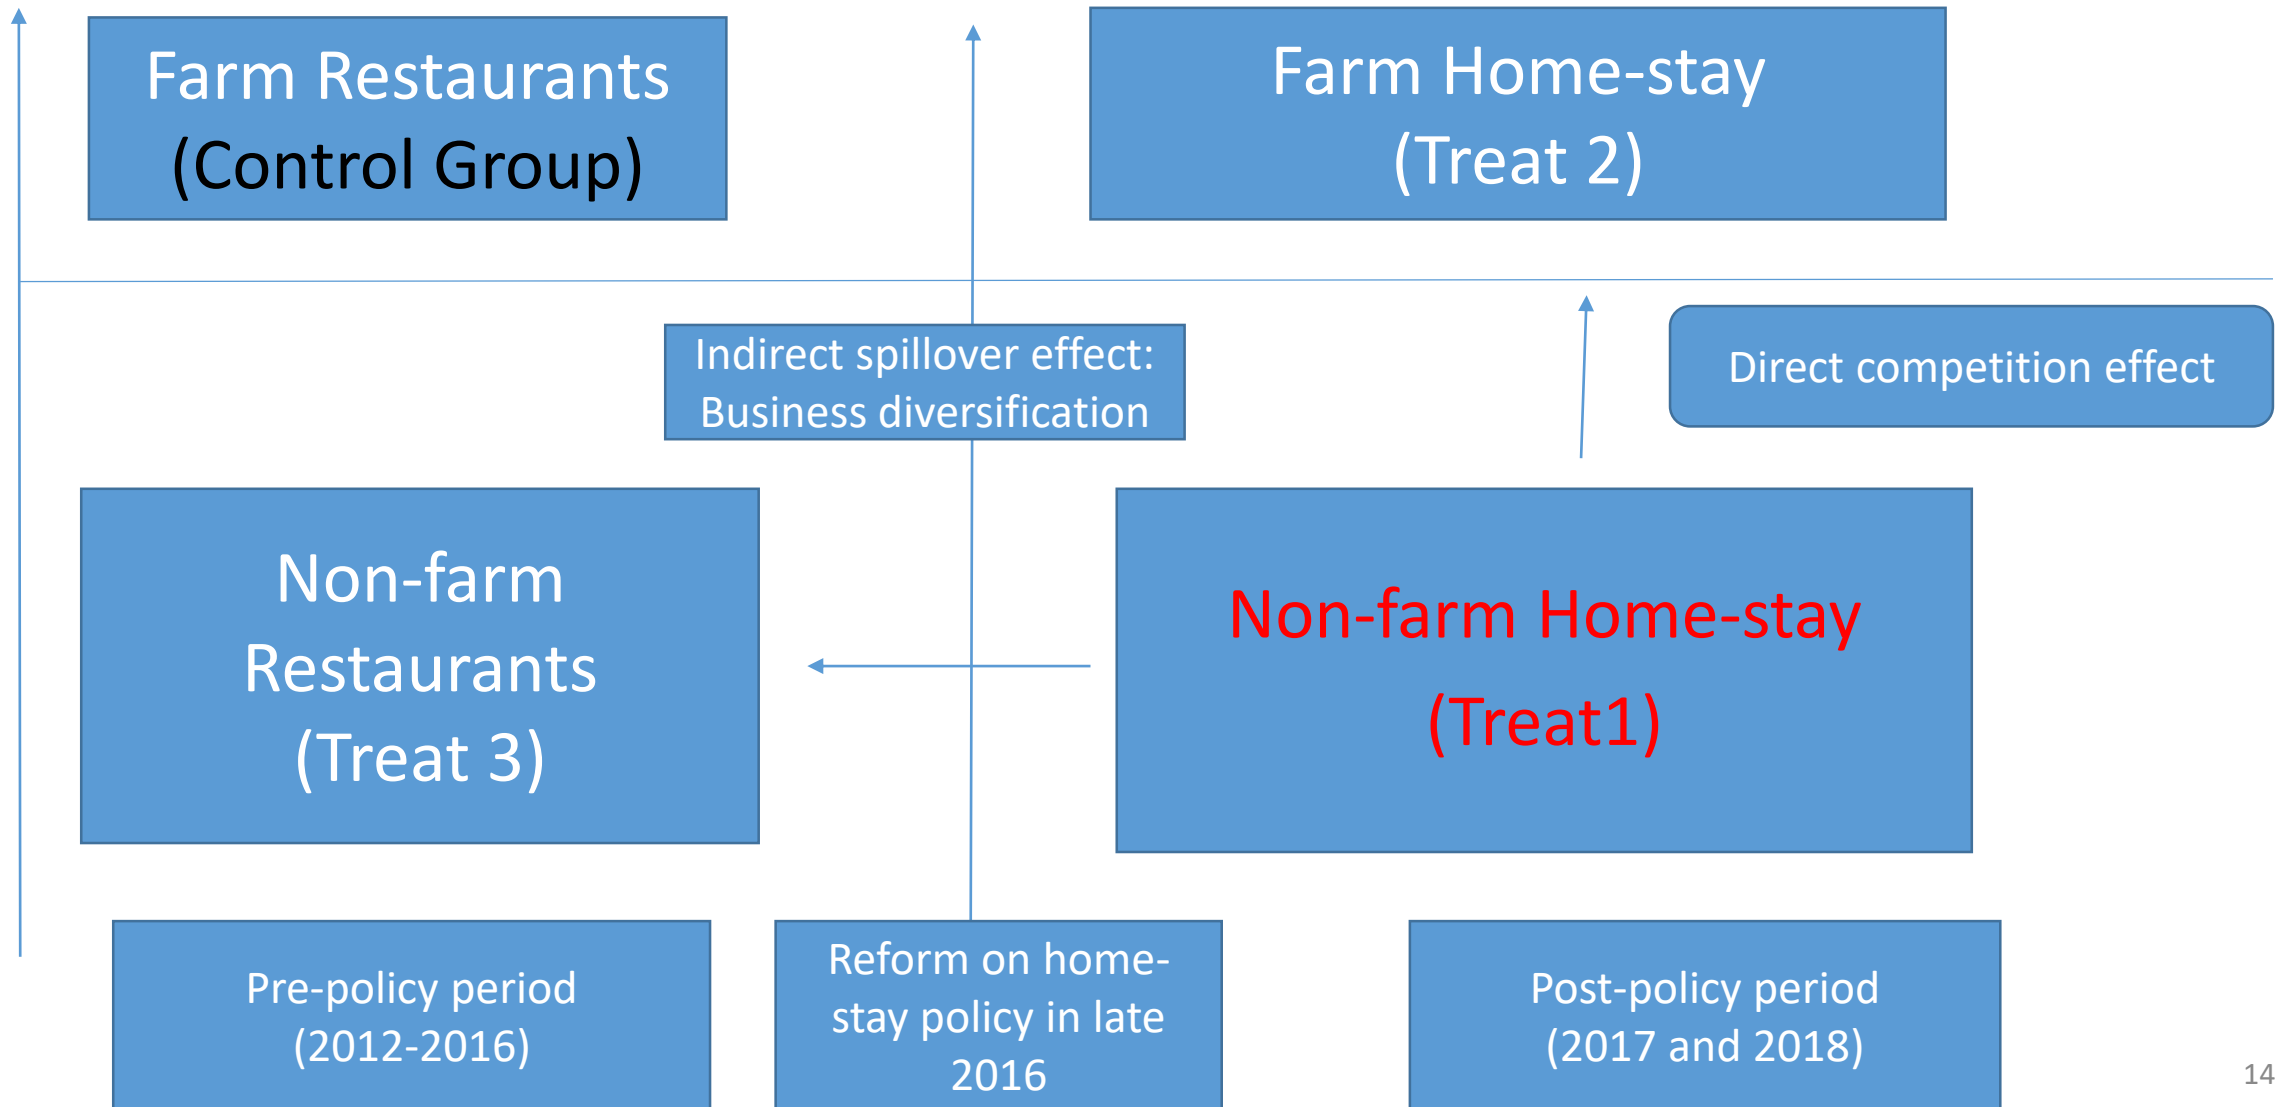 Farm Restaurants
(Control Group)
Farm Home-stay
(Treat 2)
Indirect spillover effect:
Business diversification
Direct competition effect
Non-farm
Restaurants
(Treat 3)
Non-farm Home-stay
(Treat1)
Pre-policy period
(2012-2016)
Reform on home-
stay policy in late
2016
Post-policy period
(2017 and 2018)
14